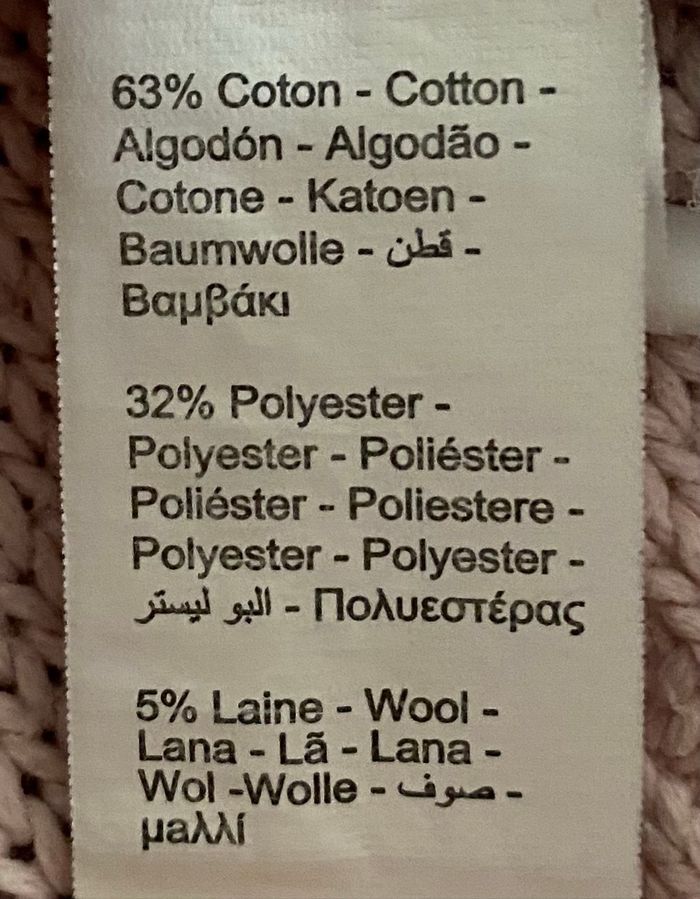 63% Coton - Cotton -
Algodón - Algodão -
Cotone - Katoen -
Baumwolle - قطن -
Βαμβάκι
32% Polyester -
Polyester - Poliéster -
Poliéster - Poliestere -
Polyester - Polyester -
البو ليستر - Πολυεστέρας
5% Laine - Wool -
Lana - Lã - Lana -
Wol -Wolle - صوف -
μαλλί